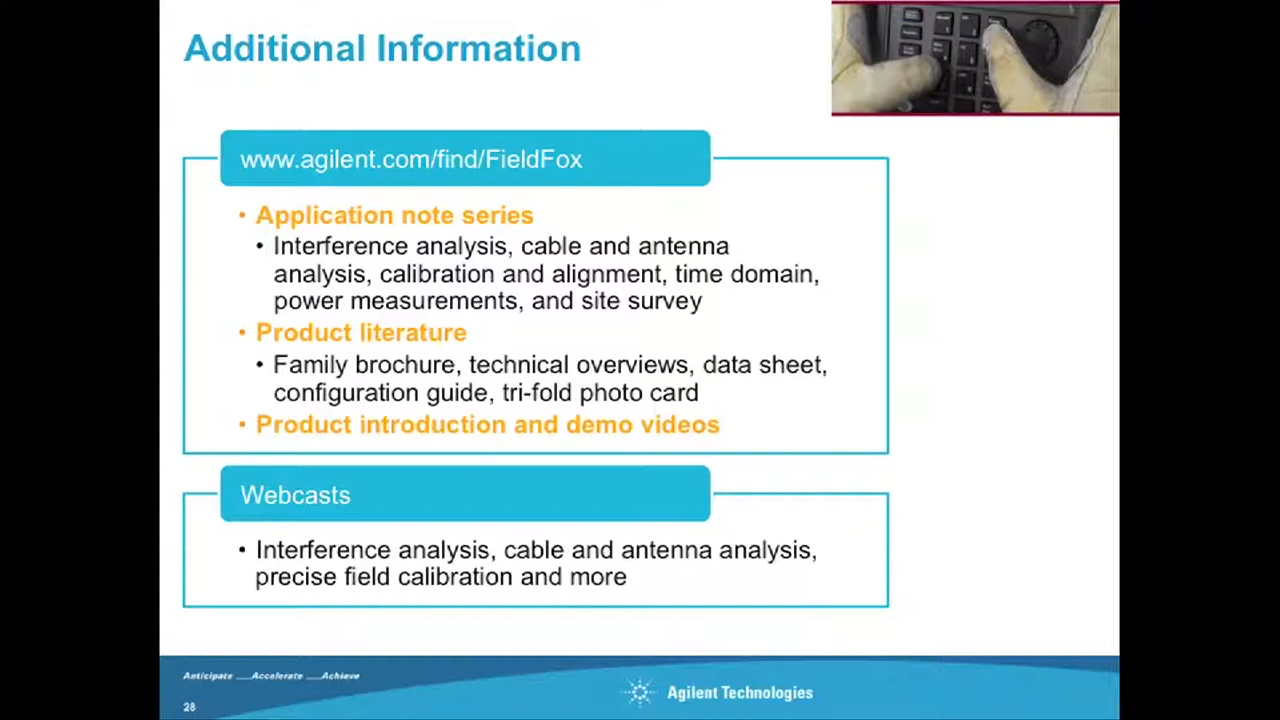 Additional Information
www.agilent.com/find/FieldFox
• Application note series
• Interference analysis, cable and antenna
analysis, calibration and alignment, time domain,
power measurements, and site survey
• Product literature
• Family brochure, technical overviews, data sheet,
configuration guide, tri-fold photo card
• Product introduction and demo videos
Webcasts
• Interference analysis, cable and antenna analysis,
precise field calibration and more
Anticipate __Accelerate __Achieve
Agilent Technologies
28